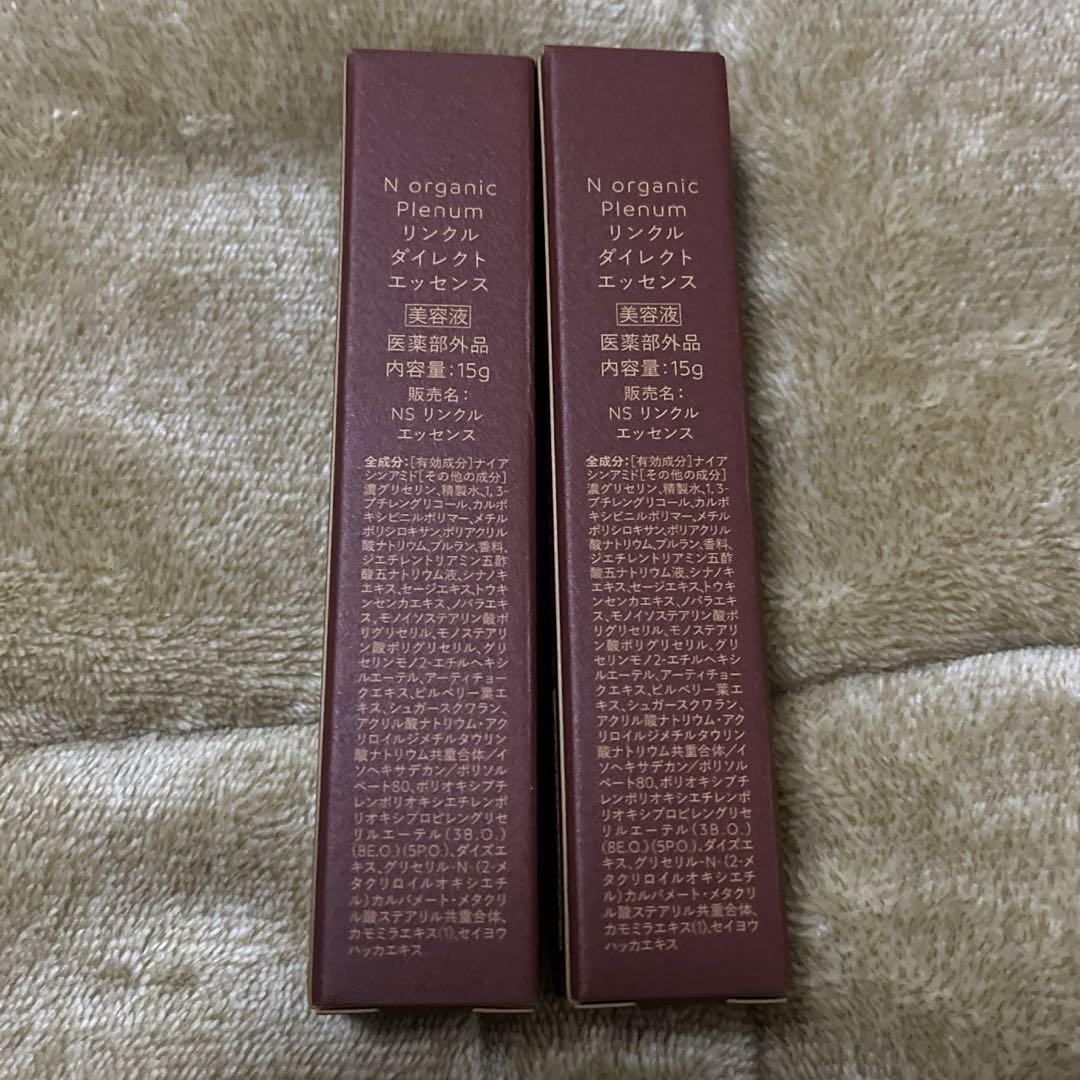 N organic
Plenum
リンクル
ダイレクト
エッセンス
美容液
医薬部外品
内容量:15g
販売名:
NS リンクル
エッセンス
全成分:[有効成分]ナイア
シンアミド[その他の成分]
濃グリセリン、精製水、1,3-
ブチレングリコール、カルボ
キシビニルポリマー、メチル
ポリシロキサン、ポリアクリル
酸ナトリウム、プルラン、香料、
ジエチレントリアミン五酢
酸五ナトリウム液、シナノキ
エキス、セージエキス、トウキ
ンセンカエキス、ノバラエキ
ス、モノイソステアリン酸ポ
リグリセリル、モノステアリ
ン酸ポリグリセリル、グリ
セリンモノ2-エチルヘキシ
ルエーテル、アーティチョー
クエキス、ビルベリー葉エ
キス、シュガースクワラン、
アクリル酸ナトリウム・アク
リロイルジメチルタウリン
酸ナトリウム共重合体/イ
ソヘキサデカン/ポリソル
ベート80、ポリオキシブチ
レンポリオキシエチレンポ
リオキシプロピレングリセ
リルエーテル(3B.O.)
(8E.O.)(5P.O.)、ダイズエ
キス、グリセリル-N-(2-メ
タクリロイルオキシエチ
ル)カルバメート・メタクリ
ル酸ステアリル共重合体、
カモミラエキス(1)、セイヨウ
ハッカエキス
N organic
Plenum
リンクル
ダイレクト
エッセンス
美容液
医薬部外品
内容量:15g
販売名:
NS リンクル
エッセンス
全成分:[有効成分]ナイア
シンアミド[その他の成分]
濃グリセリン、精製水、1,3-
ブチレングリコール、カルボ
キシビニルポリマー、メチル
ポリシロキサン、ポリアクリル
酸ナトリウム、プルラン、香料、
ジエチレントリアミン五酢
酸五ナトリウム液、シナノキ
エキス、セージエキス、トウキ
ンセンカエキス、ノバラエキ
ス、モノイソステアリン酸ポ
リグリセリル、モノステアリ
ン酸ポリグリセリル、グリ
セリンモノ2-エチルヘキシ
ルエーテル、アーティチョー
クエキス、ビルベリー葉エ
キス、シュガースクワラン、
アクリル酸ナトリウム・アク
リロイルジメチルタウリン
酸ナトリウム共重合体/イ
ソヘキサデカン/ポリソル
ベート80、ポリオキシブチ
レンポリオキシエチレンポ
リオキシプロピレングリセ
リルエーテル(3B.O.)
(8E.O.)(5P.O.)、ダイズエ
キス、グリセリル-N-(2-メ
タクリロイルオキシエチ
ル)カルバメート・メタクリ
ル酸ステアリル共重合体、
カモミラエキス(1)、セイヨウ
ハッカエキス